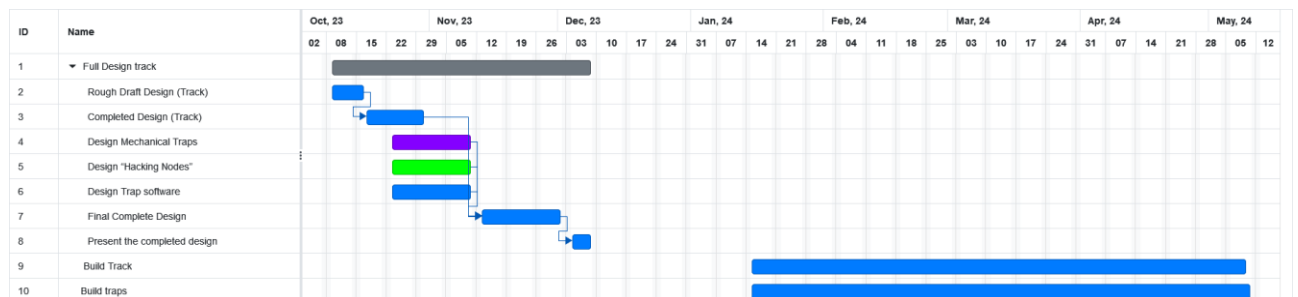 ID Name Oct, 23 Nov, 23 Dec, 23 Jan, 24 Feb, 24 Mar, 24 Apr, 24 May, 24
02 08 15 22 29 05 12 19 26 03 10 17 24 31 07 14 21 28 04 11 18 25 03 10 17 24 31 07 14 21 28 05 12
1 Full Design track
2 Rough Draft Design (Track)
3 Completed Design (Track)
4 Design Mechanical Traps
5 Design “Hacking Nodes”
6 Design Trap software
7 Final Complete Design
8 Present the completed design
9 Build Track
10 Build traps